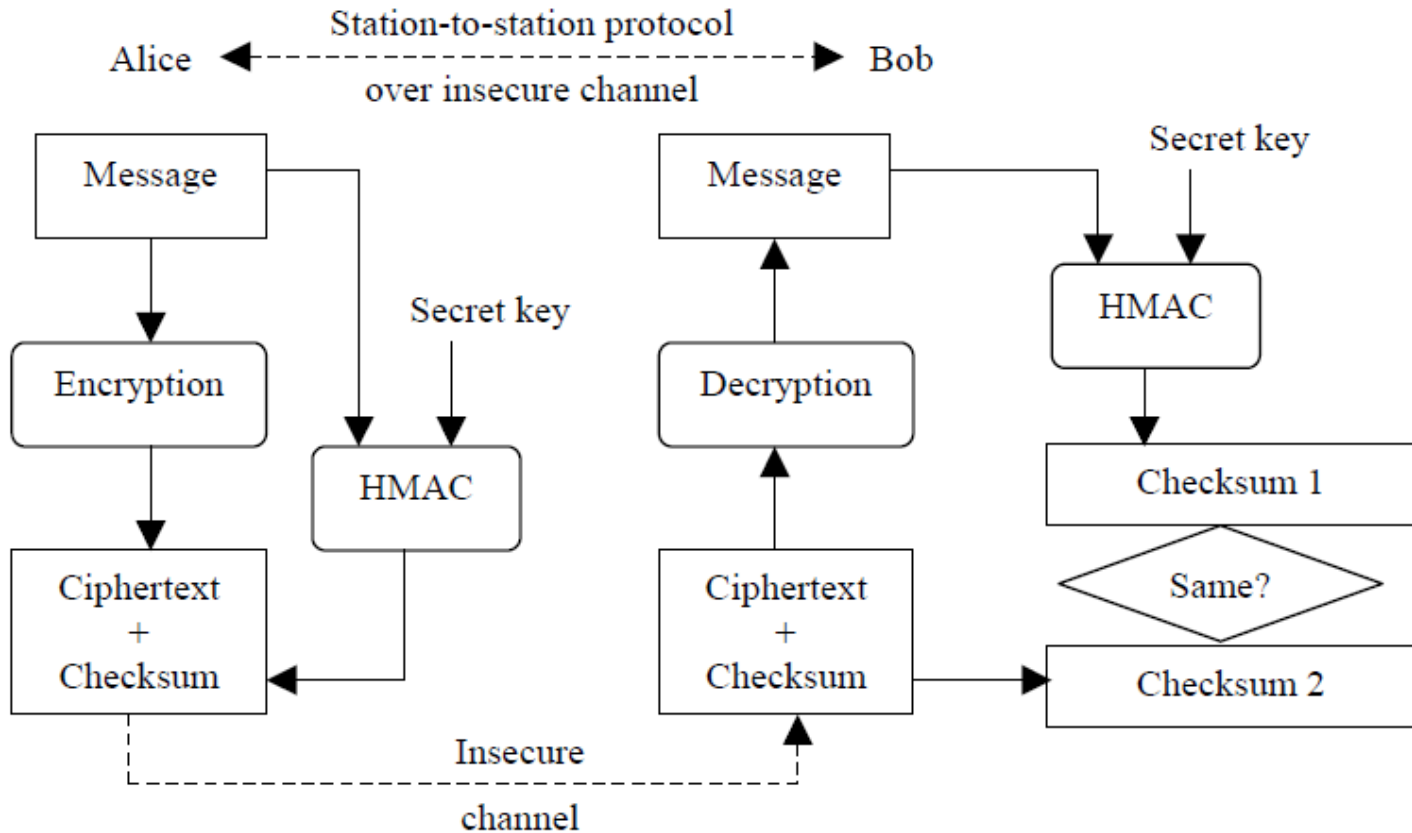 Station-to-station protocol
Alice
Bob
over insecure channel
Message
Message
Secret key
HMAC
Secret key
Encryption
Decryption
HMAC
Checksum 1
Ciphertext
+
Checksum
Ciphertext
+
Checksum
Same?
Checksum 2
Insecure
channel